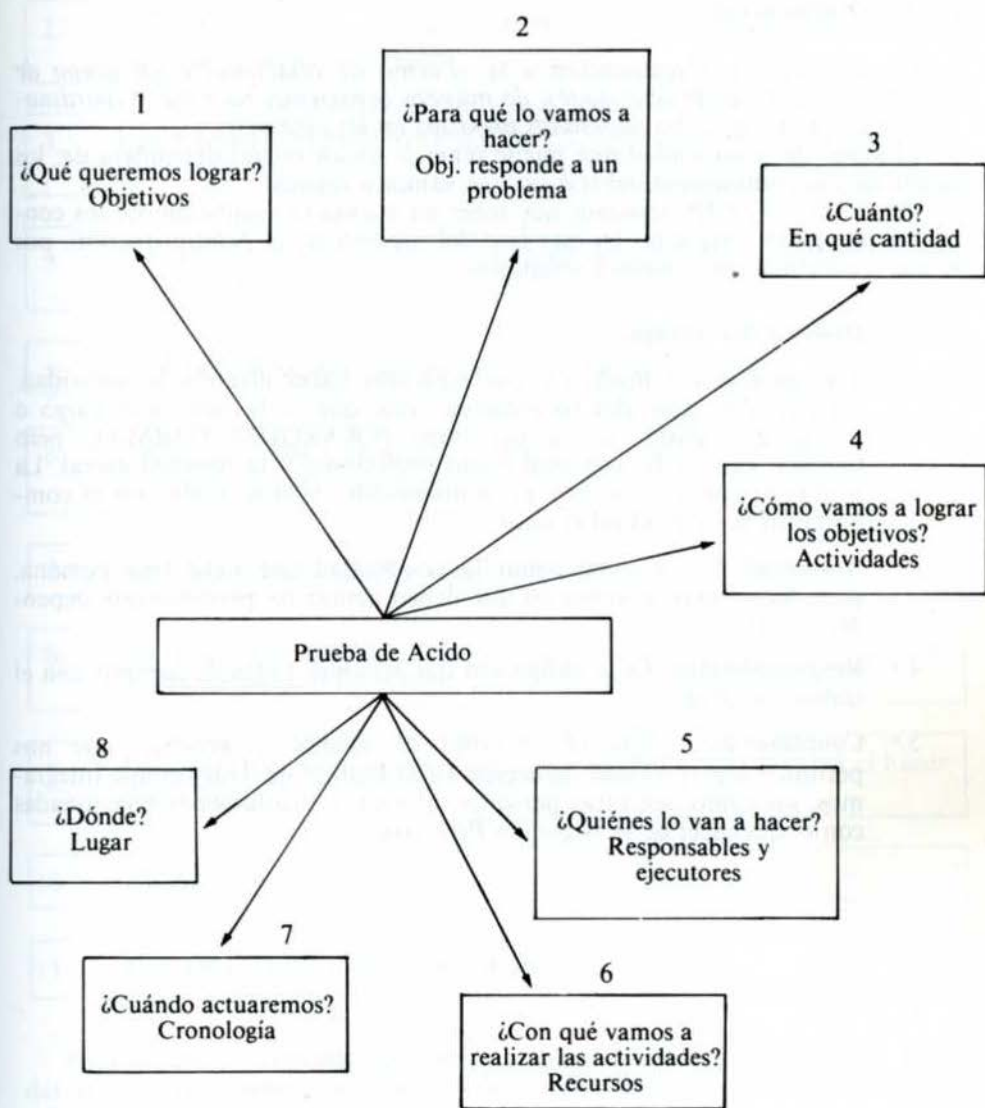 1
¿Qué queremos lograr?
Objetivos
2
¿Para qué lo vamos a
hacer?
Obj. responde a un
problema
3
¿Cuánto?
En qué cantidad
4
¿Cómo vamos a lograr
los objetivos?
Actividades
Prueba de Acido
5
¿Quiénes lo van a hacer?
Responsables y
ejecutores
6
¿Con qué vamos a
realizar las actividades?
Recursos
7
¿Cuándo actuaremos?
Cronología
8
¿Dónde?
Lugar